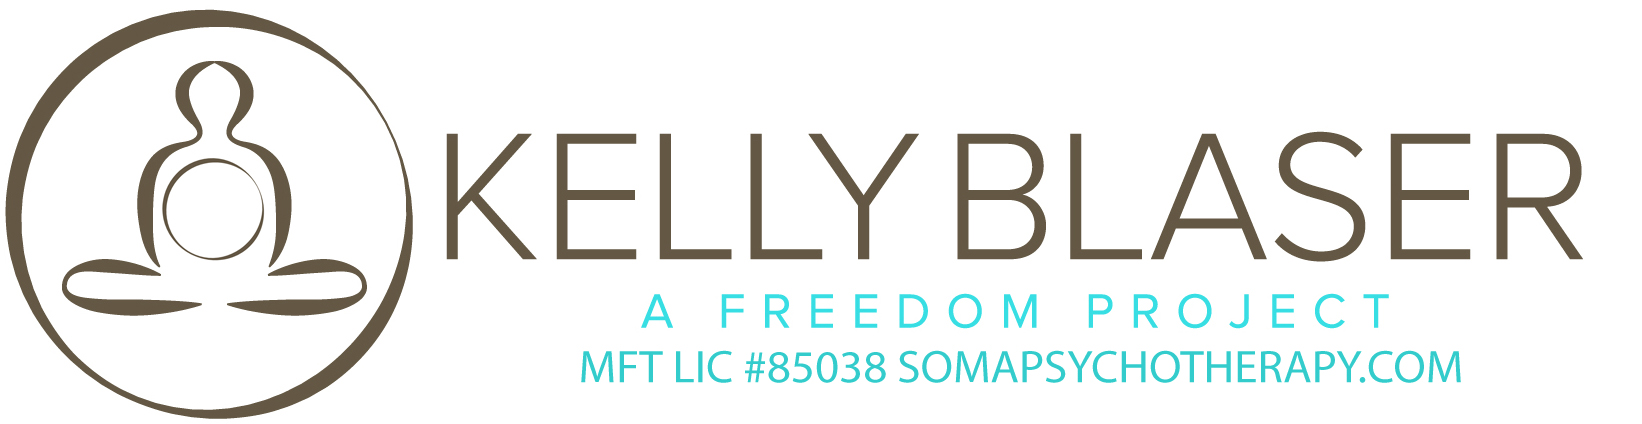 KELLY BLASER
A FREEDOM PROJECT
MFT LIC #85038 SOMAPSYCHOTHERAPY.COM